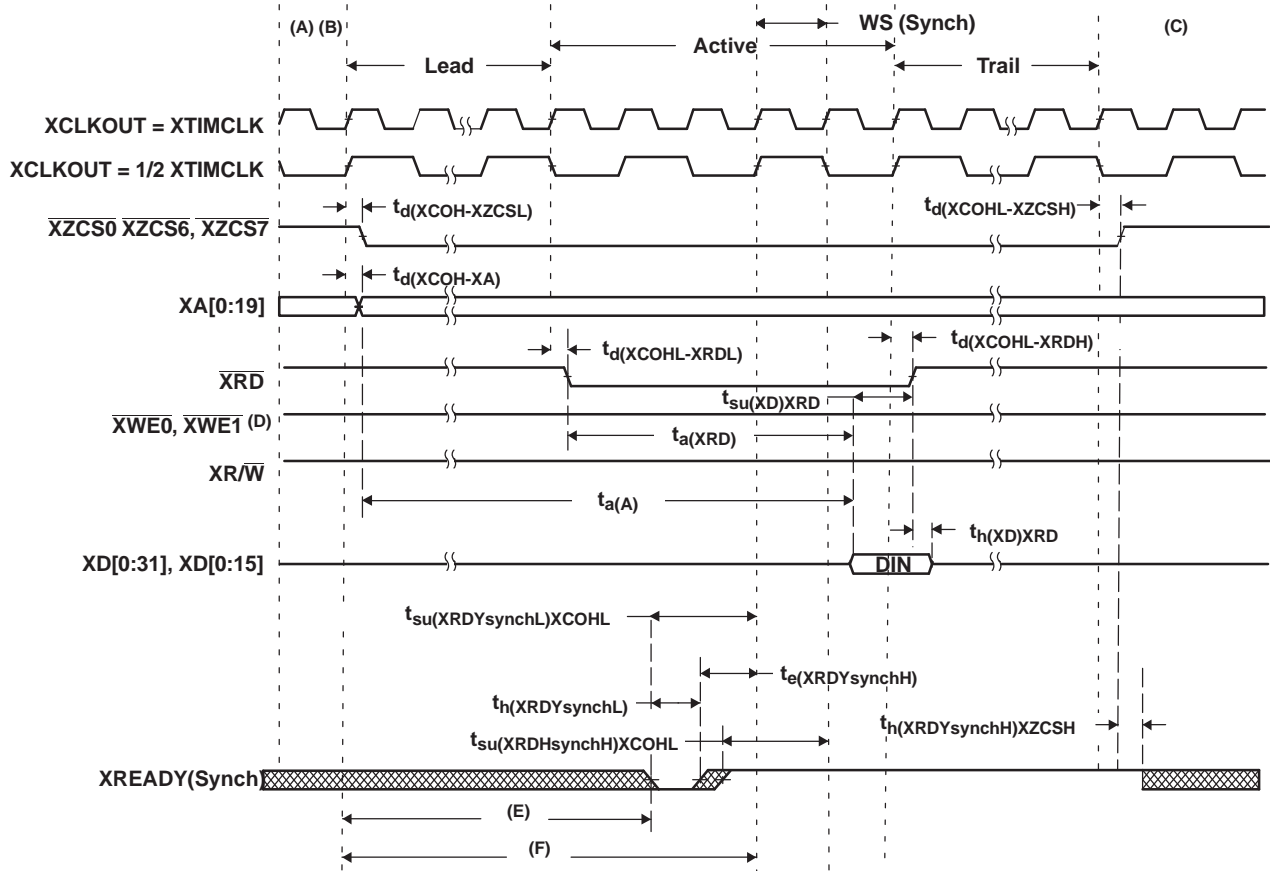 (A) (B)
WS (Synch)
(C)
Active
Lead
Trail
XCLKOUT = XTIMCLK
XCLKOUT = 1/2 XTIMCLK
td(XCOH-XZCSL)
td(XCOHL-XZCSH)
XZCS0 XZCS6, XZCS7
td(XCOH-XA)
XA[0:19]
td(XCOHL-XRDL)
td(XCOHL-XRDH)
XRD
tsu(XD)XRD
XWE0, XWE1 (D)
ta(XRD)
XR/W
ta(A)
th(XD)XRD
XD[0:31], XD[0:15]
DIN
tsu(XRDYsynchL)XCOHL
te(XRDYsynchH)
th(XRDYsynchL)
th(XRDYsynchH)XZCSH
tsu(XRDHsynchH)XCOHL
XREADY(Synch)
(E)
(F)